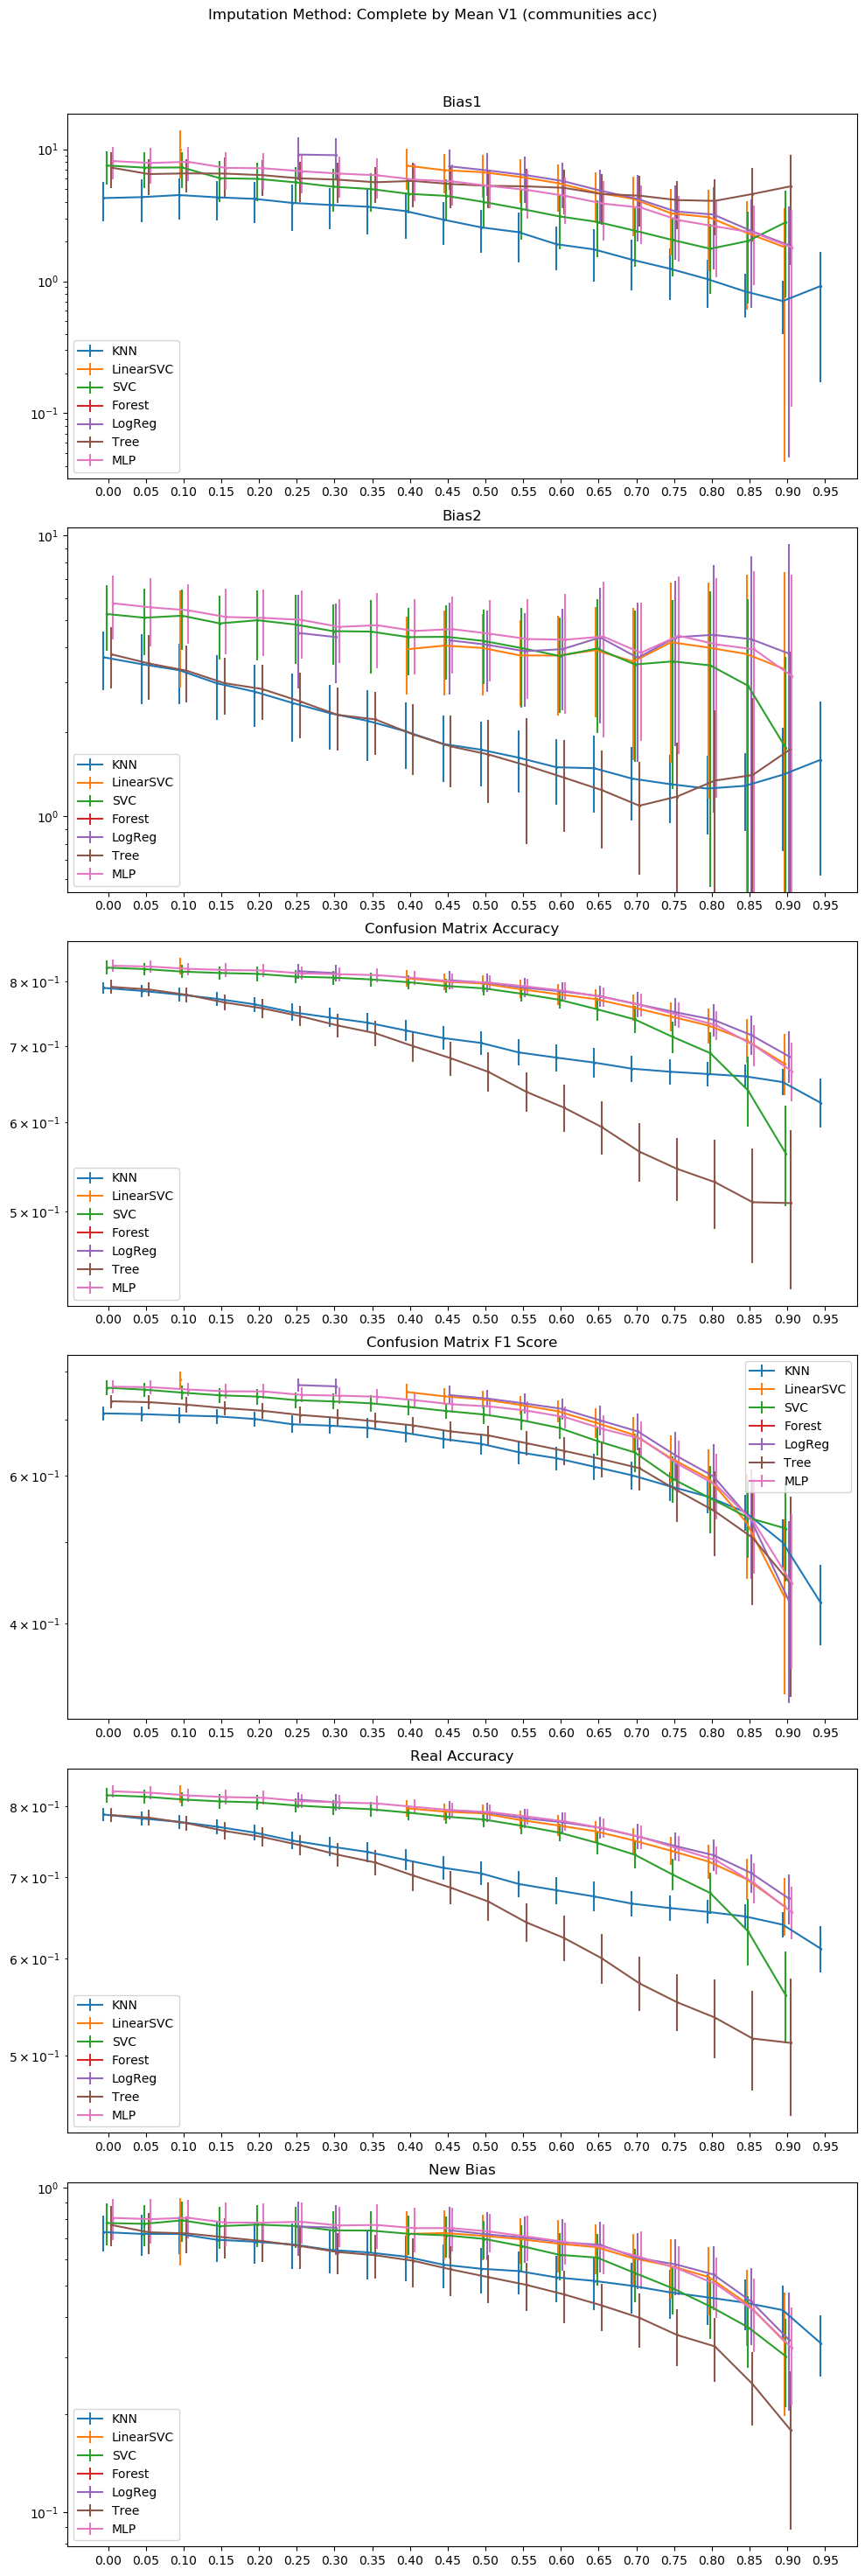 Imputation Method: Complete by Mean V1 (communities acc)
Bias1
10¹
10⁰
10⁻¹
KNN
LinearSVC
SVC
Forest
LogReg
Tree
MLP
0.00 0.05 0.10 0.15 0.20 0.25 0.30 0.35 0.40 0.45 0.50 0.55 0.60 0.65 0.70 0.75 0.80 0.85 0.90 0.95
Bias2
10¹
10⁰
KNN
LinearSVC
SVC
Forest
LogReg
Tree
MLP
0.00 0.05 0.10 0.15 0.20 0.25 0.30 0.35 0.40 0.45 0.50 0.55 0.60 0.65 0.70 0.75 0.80 0.85 0.90 0.95
Confusion Matrix Accuracy
8 × 10⁻¹
7 × 10⁻¹
6 × 10⁻¹
5 × 10⁻¹
KNN
LinearSVC
SVC
Forest
LogReg
Tree
MLP
0.00 0.05 0.10 0.15 0.20 0.25 0.30 0.35 0.40 0.45 0.50 0.55 0.60 0.65 0.70 0.75 0.80 0.85 0.90 0.95
Confusion Matrix F1 Score
6 × 10⁻¹
4 × 10⁻¹
KNN
LinearSVC
SVC
Forest
LogReg
Tree
MLP
0.00 0.05 0.10 0.15 0.20 0.25 0.30 0.35 0.40 0.45 0.50 0.55 0.60 0.65 0.70 0.75 0.80 0.85 0.90 0.95
Real Accuracy
8 × 10⁻¹
7 × 10⁻¹
6 × 10⁻¹
5 × 10⁻¹
KNN
LinearSVC
SVC
Forest
LogReg
Tree
MLP
0.00 0.05 0.10 0.15 0.20 0.25 0.30 0.35 0.40 0.45 0.50 0.55 0.60 0.65 0.70 0.75 0.80 0.85 0.90 0.95
New Bias
10⁰
10⁻¹
KNN
LinearSVC
SVC
Forest
LogReg
Tree
MLP
0.00 0.05 0.10 0.15 0.20 0.25 0.30 0.35 0.40 0.45 0.50 0.55 0.60 0.65 0.70 0.75 0.80 0.85 0.90 0.95